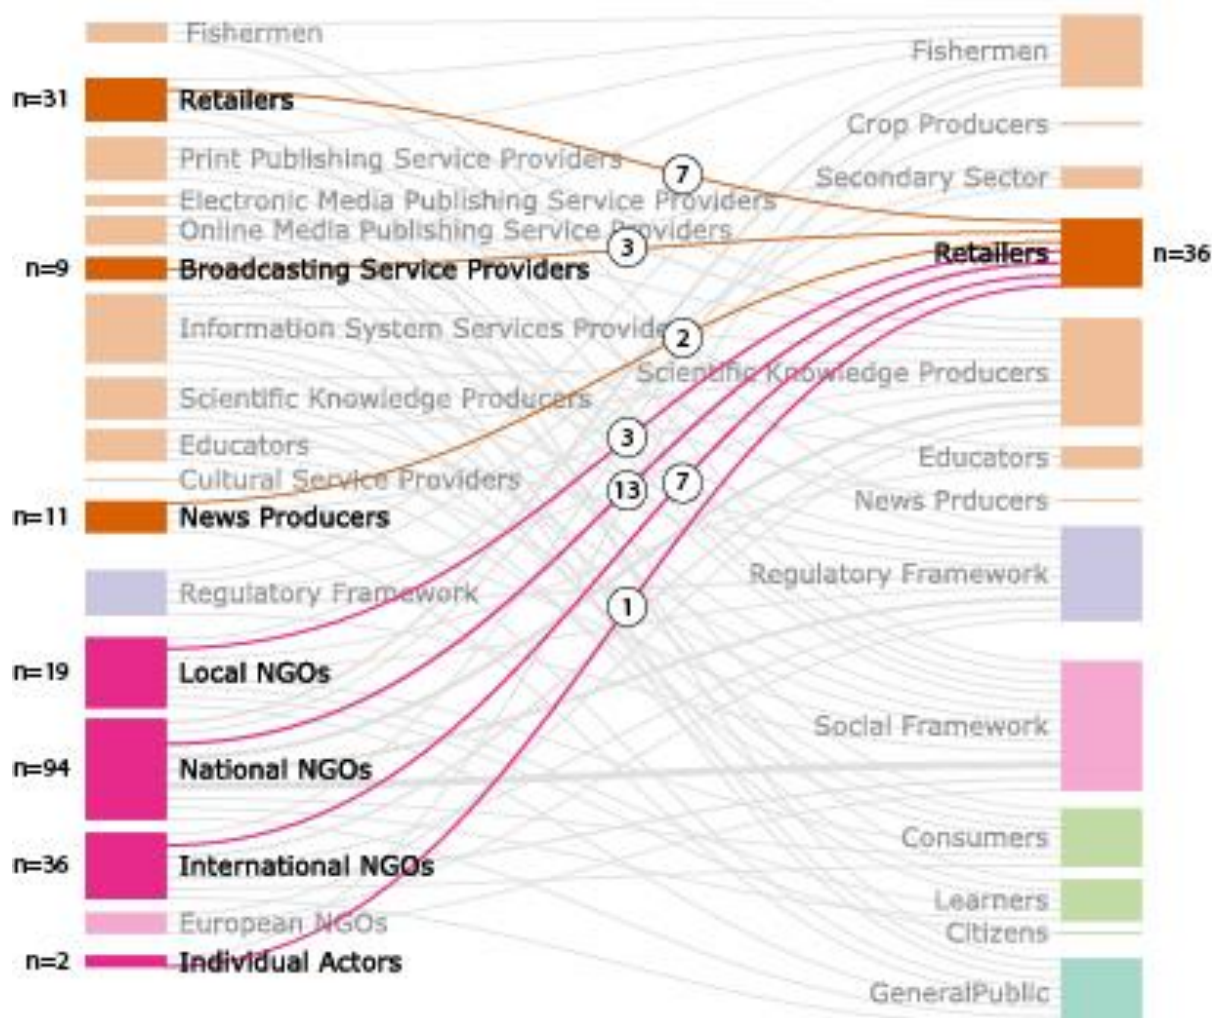 Fishermen
n=31 Retailers
Print Publishing Service Providers
Electronic Media Publishing Service Providers
Online Media Publishing Service Providers
n=9 Broadcasting Service Providers
Information System Services
Scientific Knowledge Producers
Educators
Cultural Service Providers
n=11 News Producers
Regulatory Framework
n=19 Local NGOs
n=94 National NGOs
n=36 International NGOs
European NGOs
n=2 Individual Actors
7
3
2
3
13
7
1
Fishermen
Crop Producers
Secondary Sector
Retailers n=36
Scientific Knowledge Producers
Educators
News Prducers
Regulatory Framework
Social Framework
Consumers
Learners
Citizens
GeneralPublic